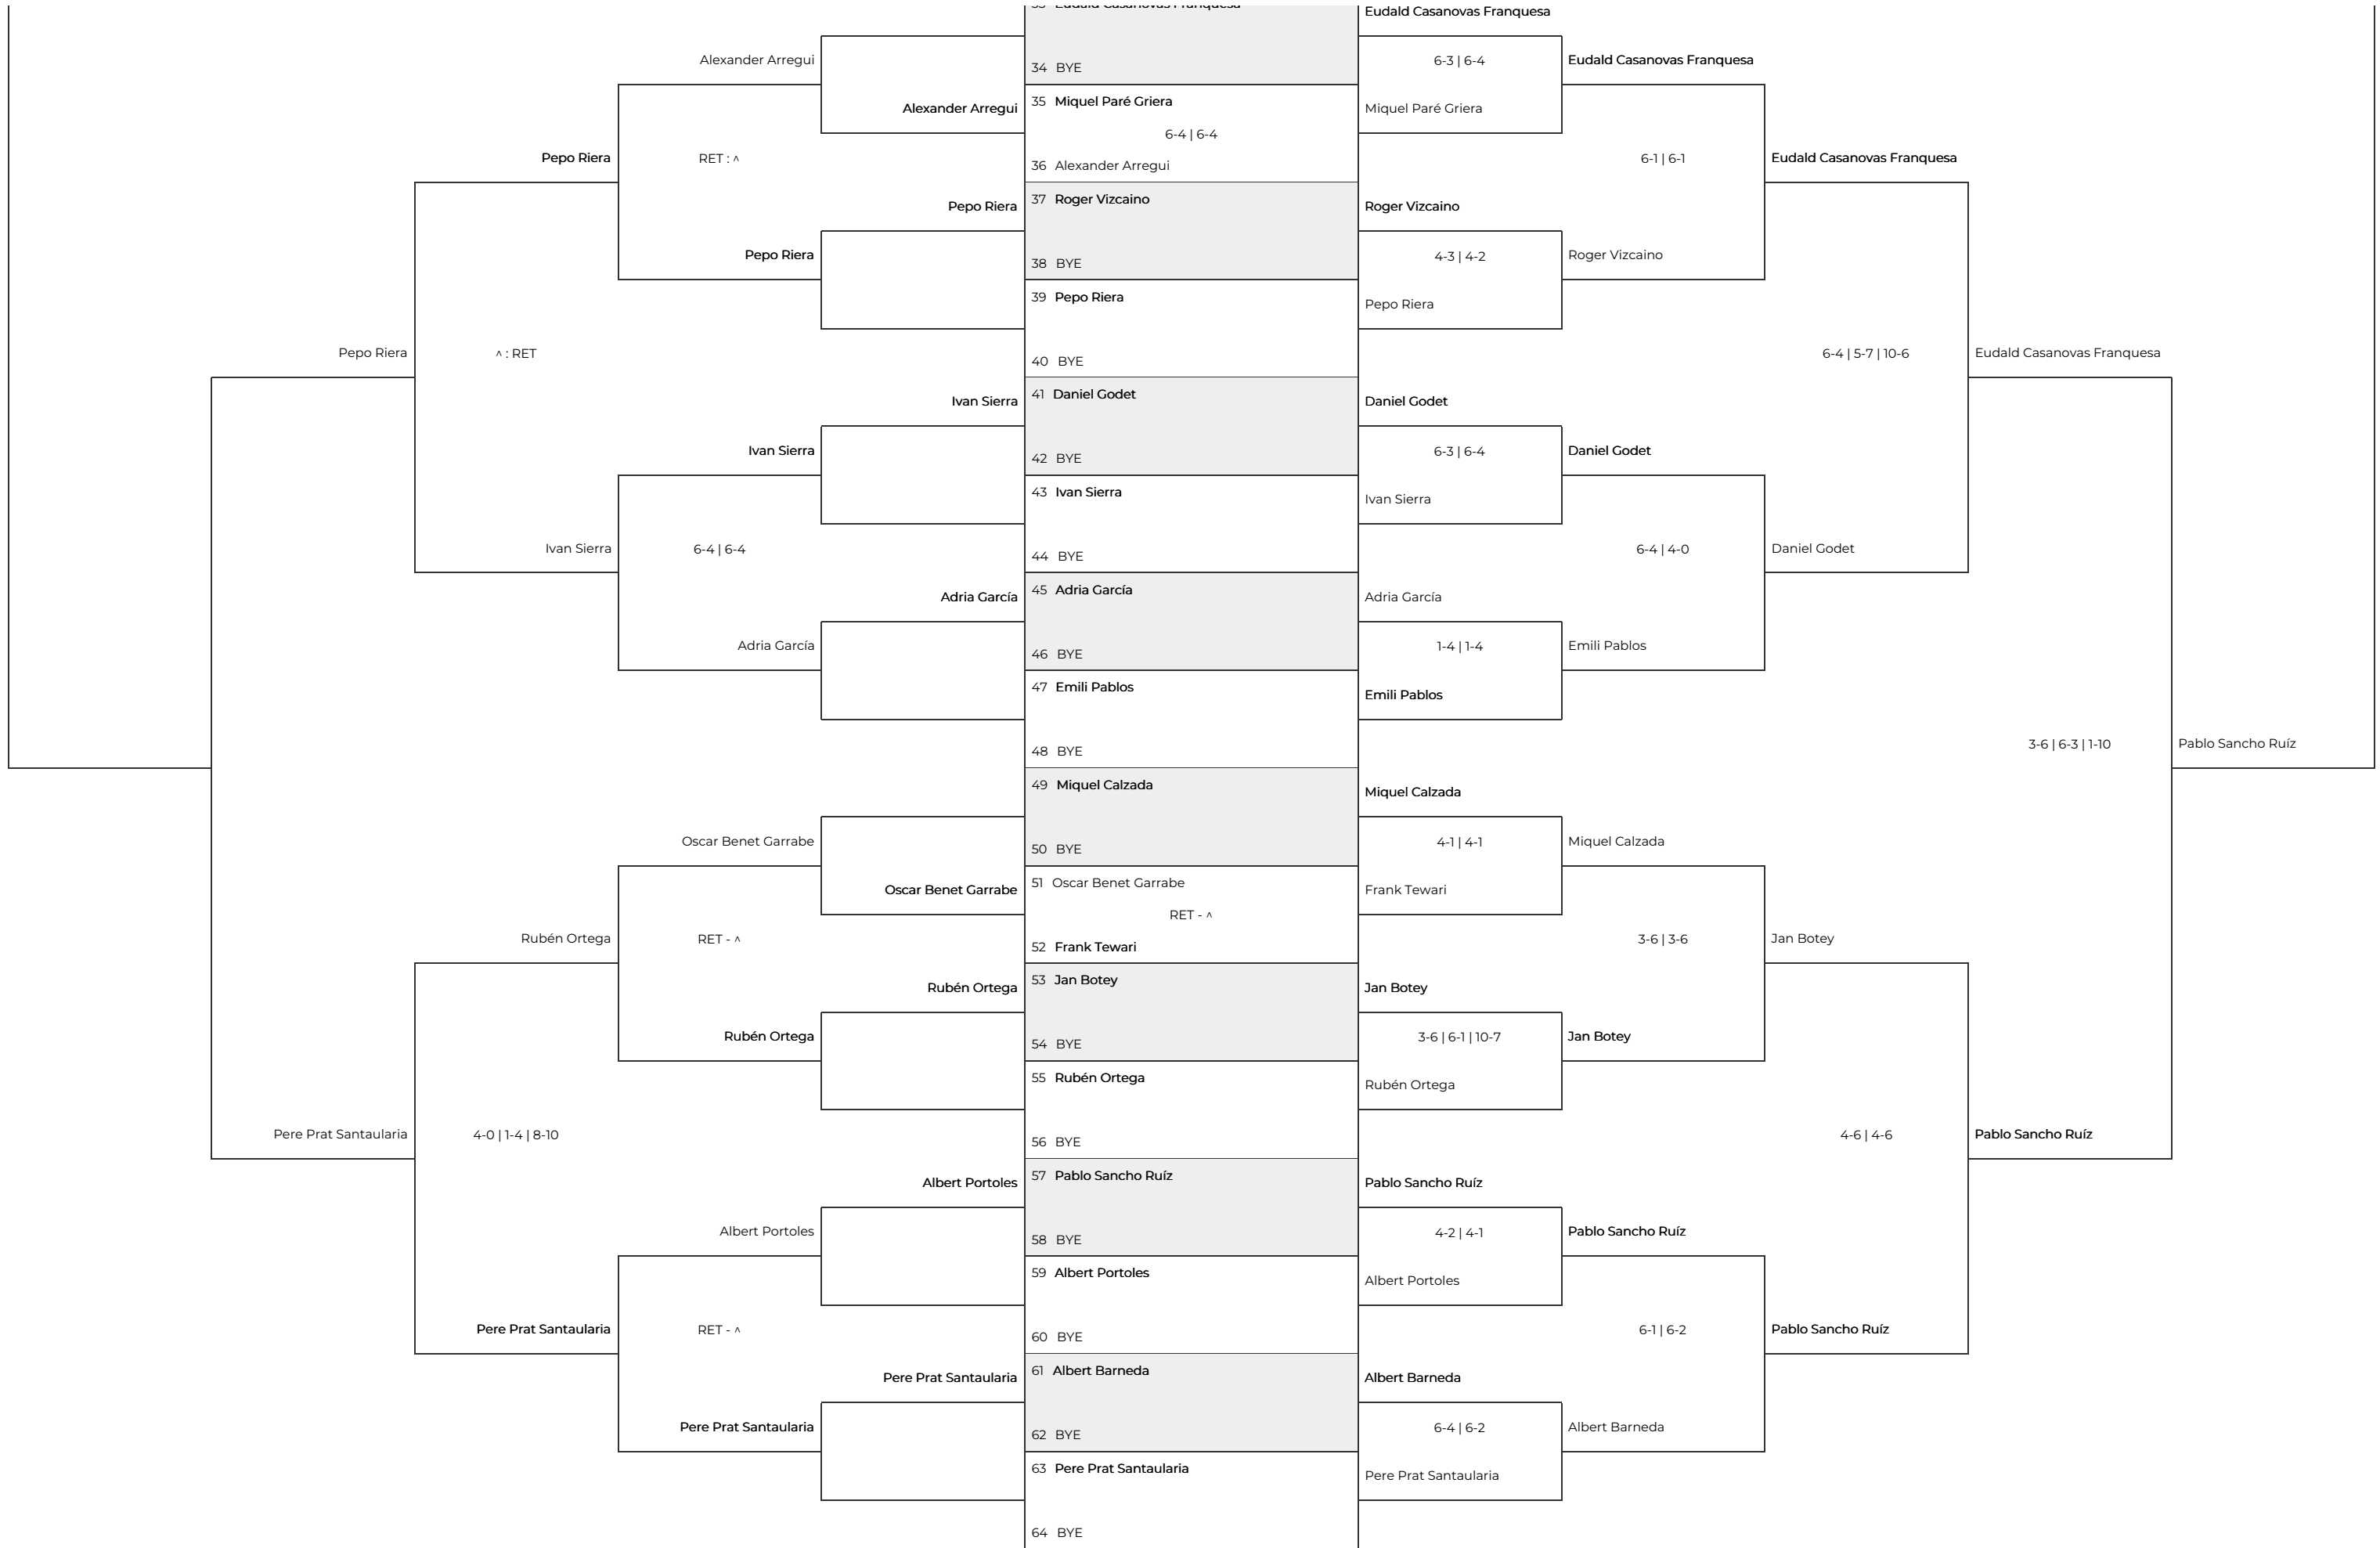 33 Eudald Casanovas Franquesa
Eudald Casanovas Franquesa
Alexander Arregui
34 BYE
6-3 | 6-4
Eudald Casanovas Franquesa
Alexander Arregui
35 Miquel Paré Griera
Miquel Paré Griera
6-4 | 6-4
Pepo Riera
RET : ^
36 Alexander Arregui
6-1 | 6-1
Eudald Casanovas Franquesa
Pepo Riera
37 Roger Vizcaino
Roger Vizcaino
Pepo Riera
38 BYE
4-3 | 4-2
Roger Vizcaino
39 Pepo Riera
Pepo Riera
Pepo Riera
^ : RET
40 BYE
6-4 | 5-7 | 10-6
Eudald Casanovas Franquesa
Ivan Sierra
41 Daniel Godet
Daniel Godet
Ivan Sierra
42 BYE
6-3 | 6-4
Daniel Godet
43 Ivan Sierra
Ivan Sierra
Ivan Sierra
6-4 | 6-4
44 BYE
6-4 | 4-0
Daniel Godet
Adria García
45 Adria García
Adria García
Adria García
46 BYE
1-4 | 1-4
Emili Pablos
47 Emili Pablos
Emili Pablos
48 BYE
3-6 | 6-3 | 1-10
Pablo Sancho Ruíz
49 Miquel Calzada
Miquel Calzada
Oscar Benet Garrabe
50 BYE
4-1 | 4-1
Miquel Calzada
Oscar Benet Garrabe
51 Oscar Benet Garrabe
Frank Tewari
RET - ^
Rubén Ortega
RET - ^
52 Frank Tewari
3-6 | 3-6
Jan Botey
Rubén Ortega
53 Jan Botey
Jan Botey
Rubén Ortega
54 BYE
3-6 | 6-1 | 10-7
Jan Botey
55 Rubén Ortega
Rubén Ortega
Pere Prat Santaularia
4-0 | 1-4 | 8-10
56 BYE
4-6 | 4-6
Pablo Sancho Ruíz
Albert Portoles
57 Pablo Sancho Ruíz
Pablo Sancho Ruíz
Albert Portoles
58 BYE
4-2 | 4-1
Pablo Sancho Ruíz
59 Albert Portoles
Albert Portoles
Pere Prat Santaularia
RET - ^
60 BYE
6-1 | 6-2
Pablo Sancho Ruíz
Pere Prat Santaularia
61 Albert Barneda
Albert Barneda
Pere Prat Santaularia
62 BYE
6-4 | 6-2
Albert Barneda
63 Pere Prat Santaularia
Pere Prat Santaularia
64 BYE